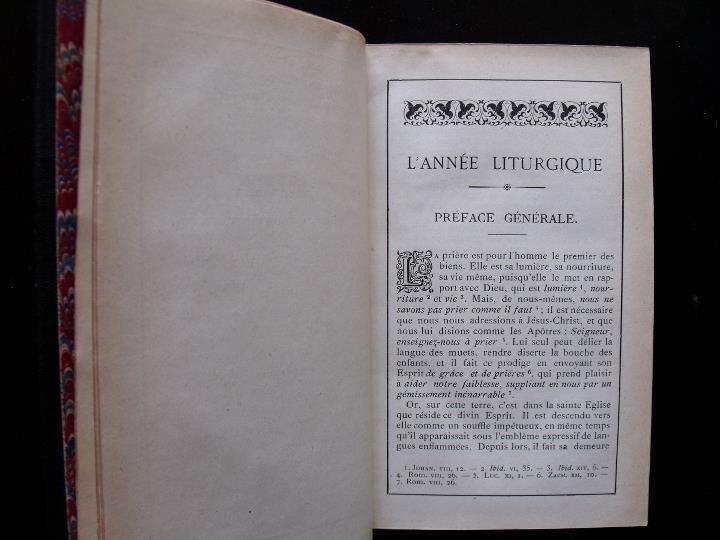 L'ANNÉE LITURGIQUE
PRÉFACE GÉNÉRALE.
LA prière est pour l'homme le premier des
biens. Elle est sa lumière, sa nourriture,
sa vie même, puisqu'elle le met en rap-
port avec Dieu, qui est lumière 1, nour-
riture 2 et vie 3. Mais, de nous-mêmes, nous ne
savons pas prier comme il faut 4; il est nécessaire
que nous nous adressions à Jésus-Christ, et que
nous lui disions comme les Apôtres : Seigneur,
enseignez-nous à prier 5. Lui seul peut délier la
langue des muets, rendre diserte la bouche des
enfants, et il fait ce prodige en envoyant son
Esprit de grâce et de prières 6, qui prend plaisir
à aider notre faiblesse, suppliant en nous par un
gémissement inénarrable 7.
Or, sur cette terre, c'est dans la sainte Eglise
que réside ce divin Esprit. Il est descendu vers
elle comme un souffle impétueux, en même temps
qu'il apparaissait sous l'emblème expressif de lan-
gues enflammées. Depuis lors, il fait sa demeure
1. JOHAN. VIII, 12. — 2. Ibid. VI, 35. — 3. Ibid. XIV, 6. —
4. ROM. VIII, 26. — 5. LUC. XI, 1. — 6. ZACH. XII, 10. —
7. ROM. VIII, 26.